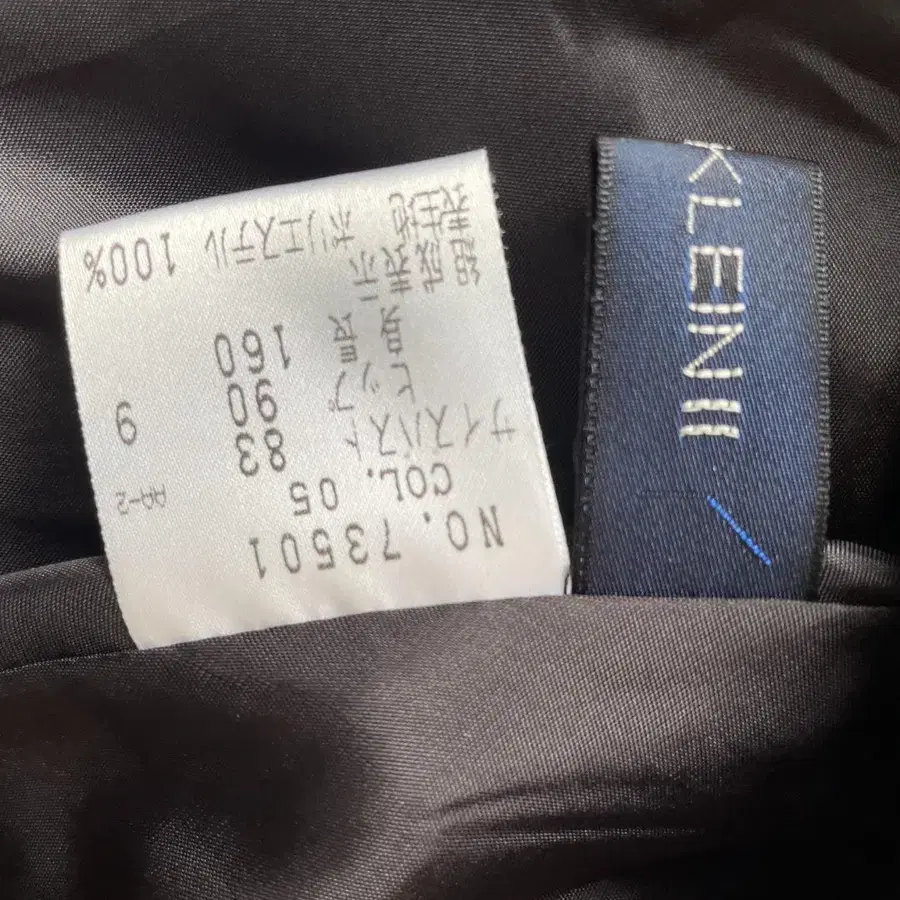 NO. 73501
COL. 05 AA-2
サイズ バスト 83 9
ヒップ 90
身長 160
ポリエステル 100%
KLEIN II